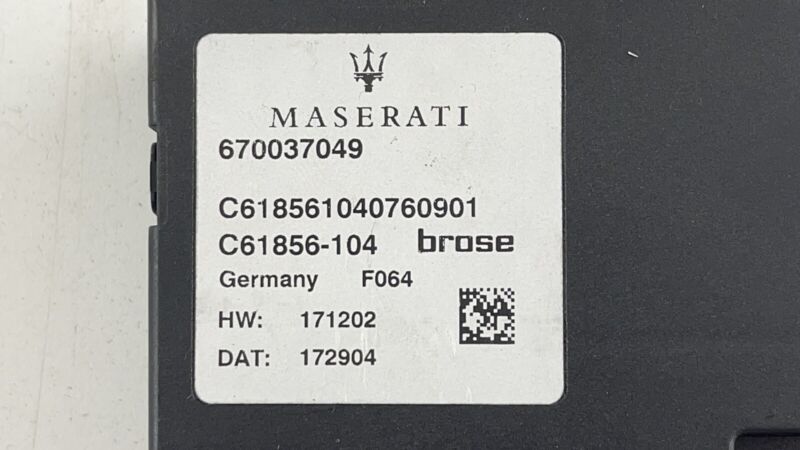 MASERATI
670037049
C618561040760901
C61856-104 brose
Germany F064
HW: 171202
DAT: 172904